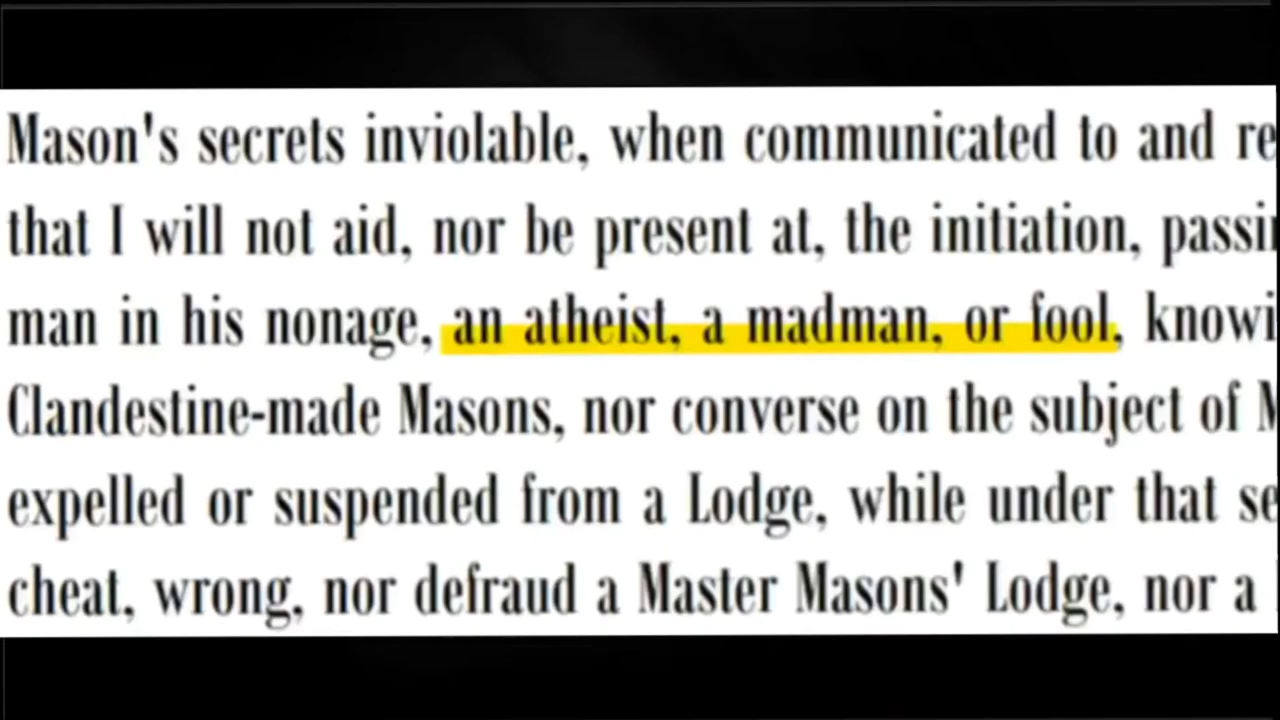 Mason's secrets inviolable, when communicated to and re
that I will not aid, nor be present at, the initiation, passi
man in his nonage, an atheist, a madman, or fool, knowi
Clandestine-made Masons, nor converse on the subject of M
expelled or suspended from a Lodge, while under that se
cheat, wrong, nor defraud a Master Masons' Lodge, nor a